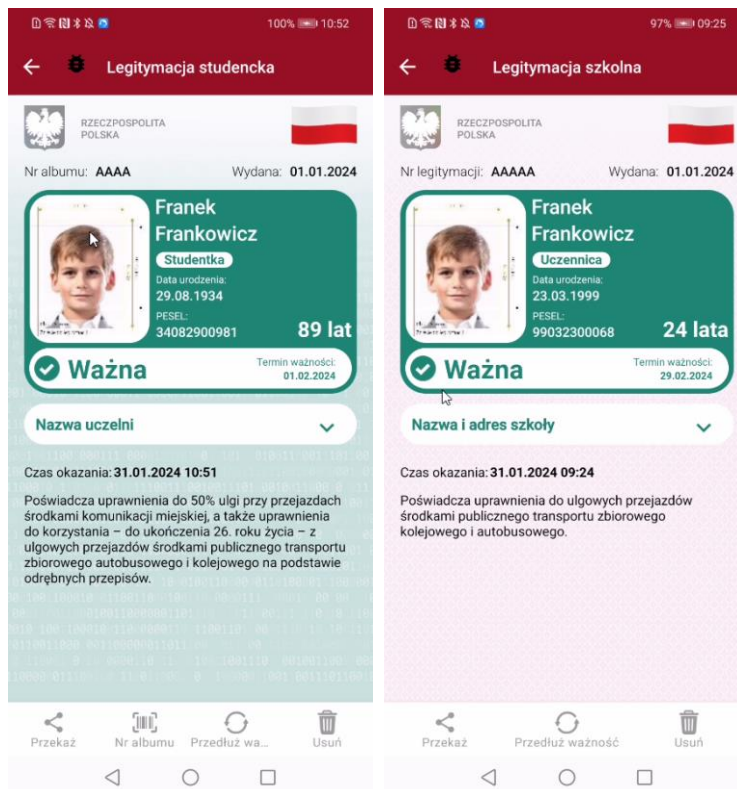 100% 10:52
Legitymacja studencka
RZECZPOSPOLITA
POLSKA
Nr albumu: AAAA Wydana: 01.01.2024
Franek
Frankowicz
Studentka
Data urodzenia:
29.08.1934
PESEL:
34082900981 89 lat
Ważna
Termin ważności:
01.02.2024
Nazwa uczelni
Czas okazania: 31.01.2024 10:51
Poświadcza uprawnienia do 50% ulgi przy przejazdach
środkami komunikacji miejskiej, a także uprawnienia
do korzystania – do ukończenia 26. roku życia – z
ulgowych przejazdów środkami publicznego transportu
zbiorowego autobusowego i kolejowego na podstawie
odrębnych przepisów.
Przekaż Nr albumu Przedłuż wa... Usuń
97% 09:25
Legitymacja szkolna
RZECZPOSPOLITA
POLSKA
Nr legitymacji: AAAAA Wydana: 01.01.2024
Franek
Frankowicz
Uczennica
Data urodzenia:
23.03.1999
PESEL:
99032300068 24 lata
Ważna
Termin ważności:
29.02.2024
Nazwa i adres szkoły
Czas okazania: 31.01.2024 09:24
Poświadcza uprawnienia do ulgowych przejazdów
środkami publicznego transportu zbiorowego
kolejowego i autobusowego.
Przekaż Przedłuż ważność Usuń